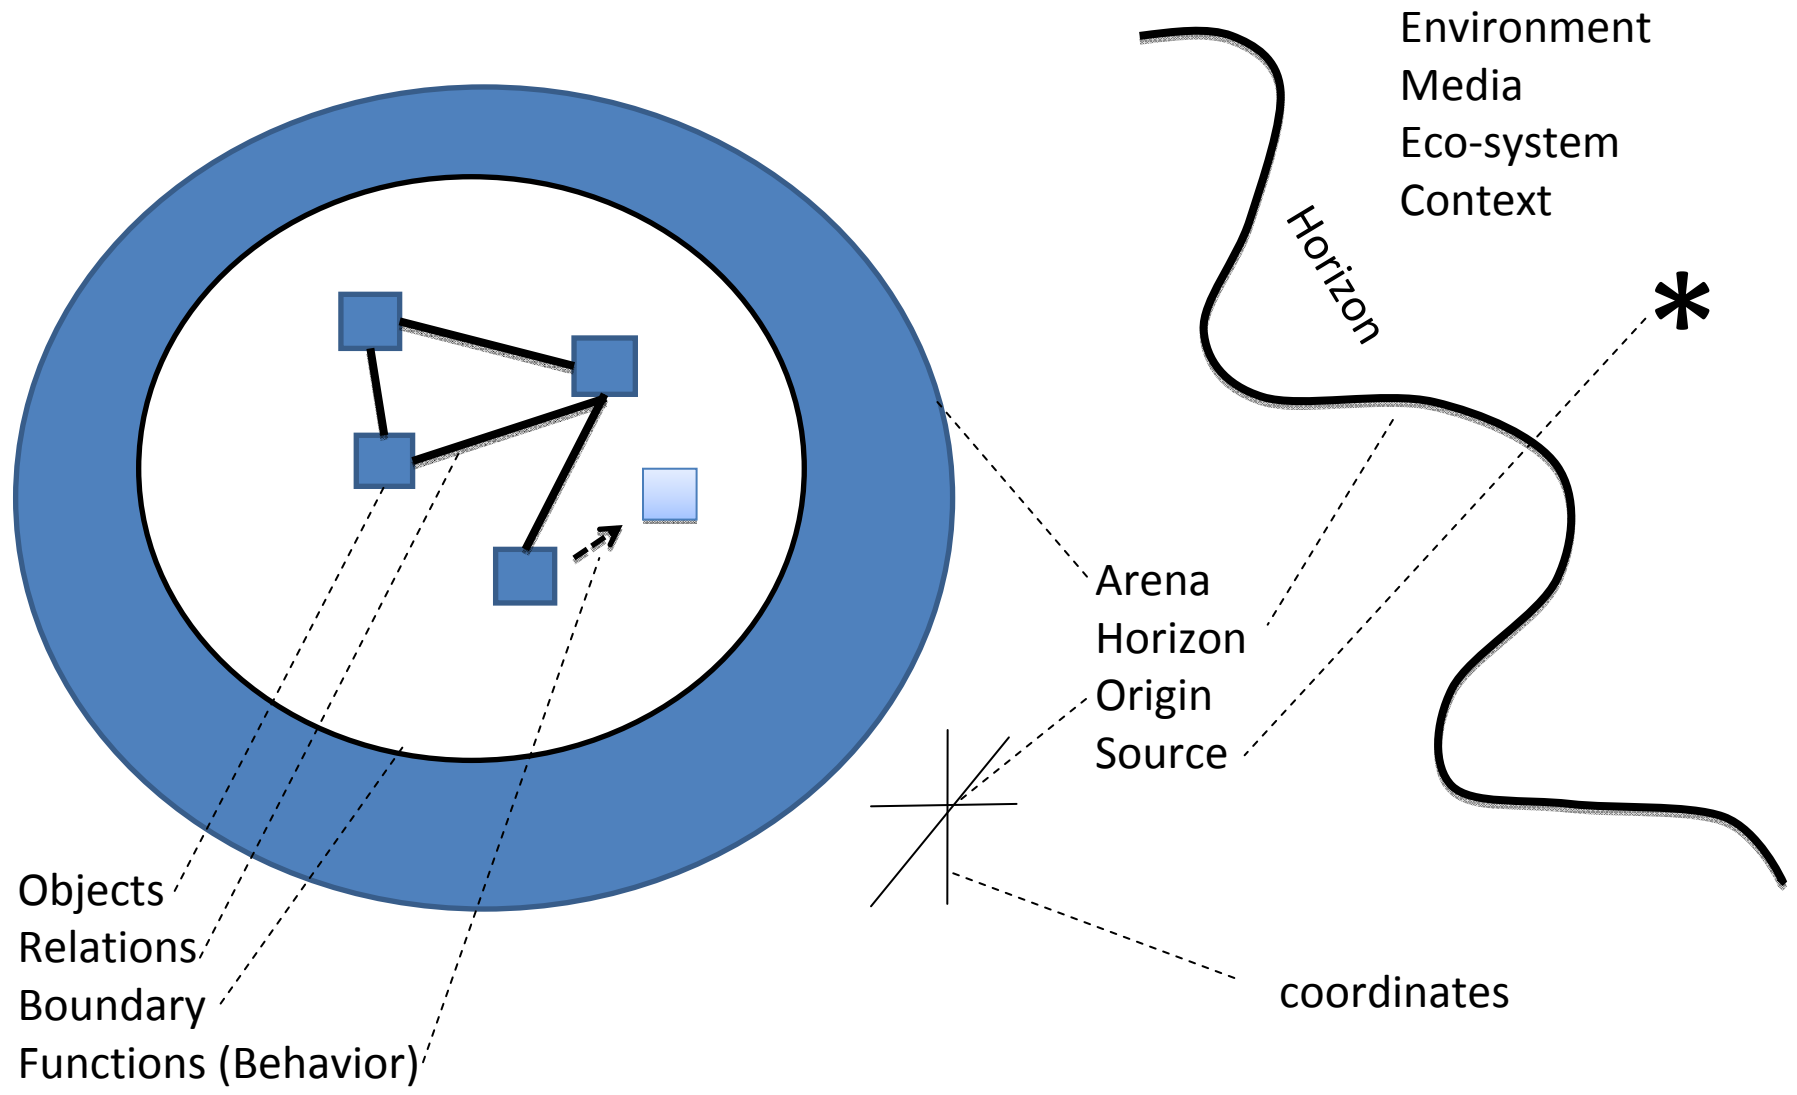 Environment
Media
Eco-system
Context
Horizon
Arena
Horizon
Origin
Source
Objects
Relations
Boundary
Functions (Behavior)
coordinates